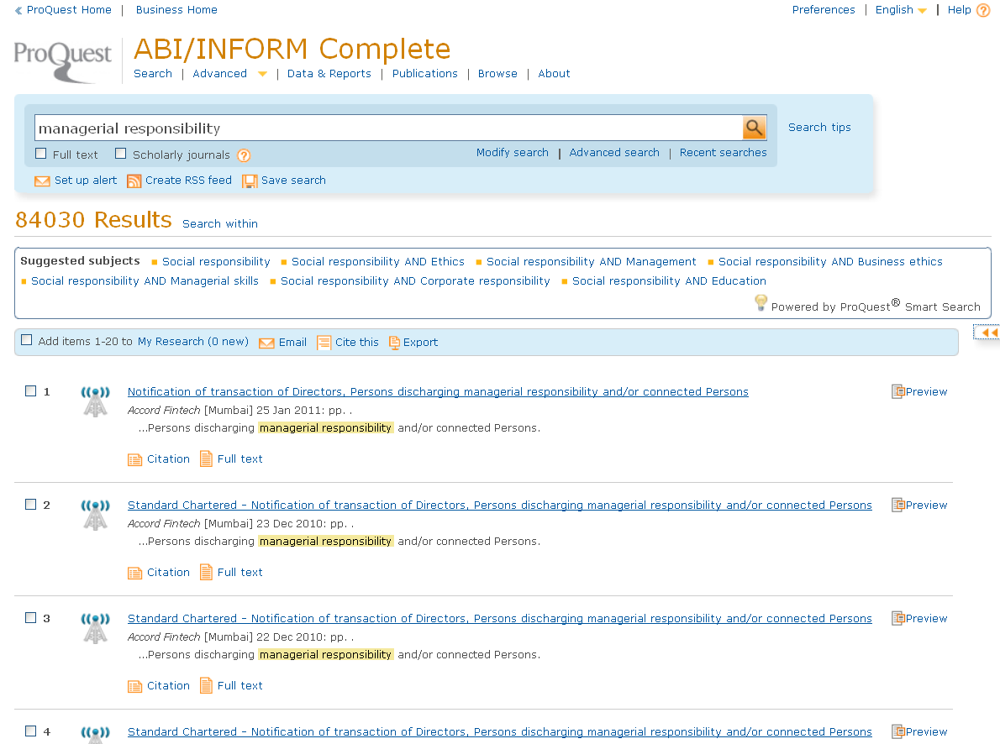 « ProQuest Home | Business Home Preferences | English | Help ?
ProQuest
ABI/INFORM Complete
Search | Advanced | Data & Reports | Publications | Browse | About
managerial responsibility
Search tips
Full text Scholarly journals ? Modify search | Advanced search | Recent searches
Set up alert Create RSS feed Save search
84030 Results Search within
Suggested subjects Social responsibility Social responsibility AND Ethics Social responsibility AND Management Social responsibility AND Business ethics
Social responsibility AND Managerial skills Social responsibility AND Corporate responsibility Social responsibility AND Education
Powered by ProQuest® Smart Search
Add items 1-20 to My Research (0 new) Email Cite this Export
1 Notification of transaction of Directors, Persons discharging managerial responsibility and/or connected Persons Preview
Accord Fintech [Mumbai] 25 Jan 2011: pp. .
...Persons discharging managerial responsibility and/or connected Persons.
Citation Full text
2 Standard Chartered - Notification of transaction of Directors, Persons discharging managerial responsibility and/or connected Persons Preview
Accord Fintech [Mumbai] 23 Dec 2010: pp. .
...Persons discharging managerial responsibility and/or connected Persons.
Citation Full text
3 Standard Chartered - Notification of transaction of Directors, Persons discharging managerial responsibility and/or connected Persons Preview
Accord Fintech [Mumbai] 22 Dec 2010: pp. .
...Persons discharging managerial responsibility and/or connected Persons.
Citation Full text
4 Standard Chartered - Notification of transaction of Directors, Persons discharging managerial responsibility and/or connected Persons Preview